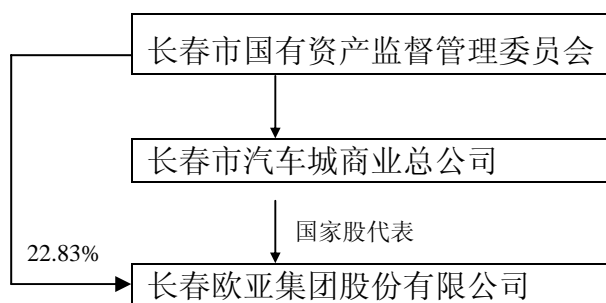 长春市国有资产监督管理委员会
长春市汽车城商业总公司
国家股代表
22.83%
长春欧亚集团股份有限公司